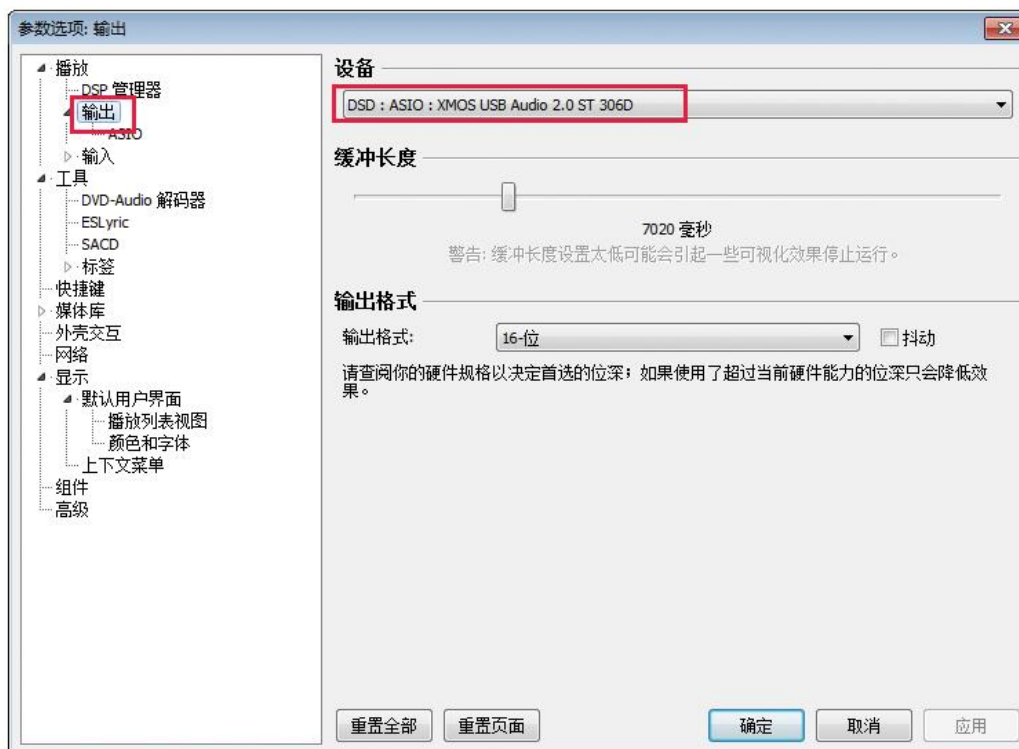 参数选项: 输出
播放
DSP 管理器
输出
ASIO
输入
工具
DVD-Audio 解码器
ESLyric
SACD
标签
快捷键
媒体库
外壳交互
网络
显示
默认用户界面
播放列表视图
颜色和字体
上下文菜单
组件
高级
设备
DSD : ASIO : XMOS USB Audio 2.0 ST 306D
缓冲长度
7020 毫秒
警告: 缓冲长度设置太低可能会引起一些可视化效果停止运行。
输出格式
输出格式: 16-位 抖动
请查阅你的硬件规格以决定首选的位深；如果使用了超过当前硬件能力的位深只会降低效
果。
重置全部 重置页面 确定 取消 应用